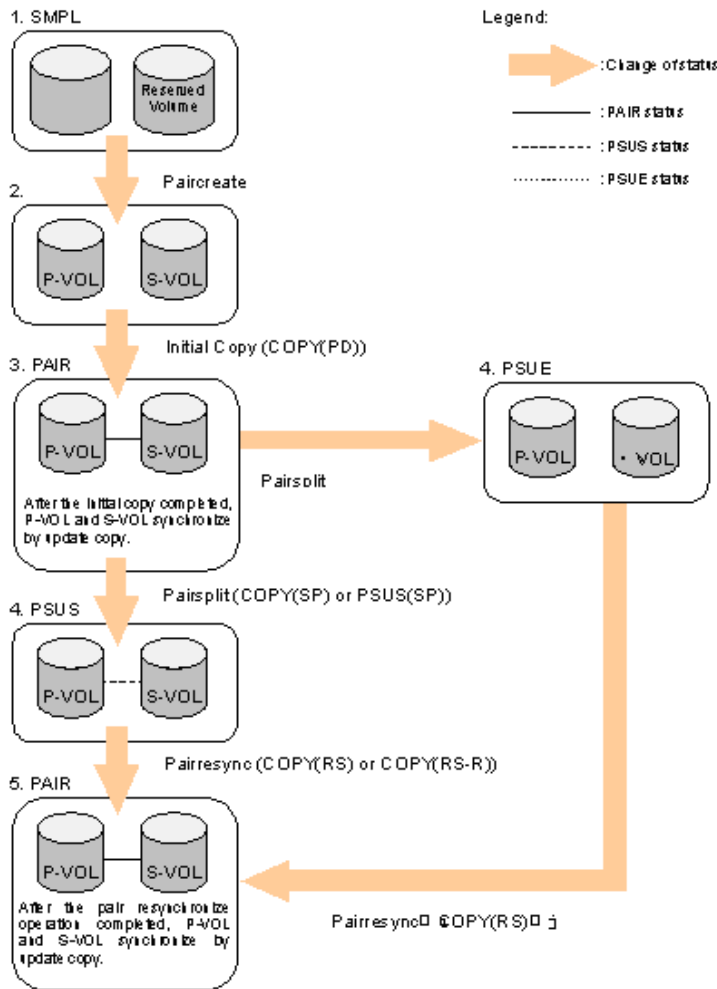 1. SMPL
Reserved
Volume
Paircreate
Legend:
:Change of status
:PAIR status
:PSUS status
:PSUE status
2.
P-VOL
S-VOL
Initial Copy (COPY(PD))
3. PAIR
P-VOL
S-VOL
After the initial copy completed,
P-VOL and S-VOL synchronize
by update copy.
Pairsplit
4. PSUE
P-VOL
VOL
Pairsplit (COPY(SP) or PSUS(SP))
4. PSUS
P-VOL
S-VOL
Pairresync (COPY(RS) or COPY(RS-R))
5. PAIR
P-VOL
S-VOL
After the pair resynchronize
operation completed, P-VOL
and S-VOL synchronize by
update copy.
Pairresync COPY(RS)